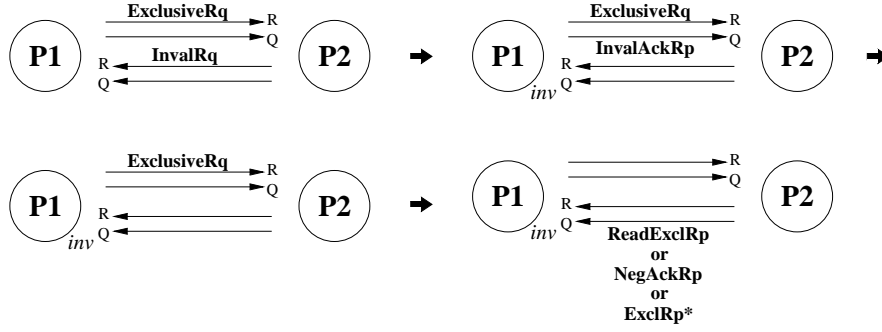 ExclusiveRq
R
Q
P1
InvalRq
R
Q
P2
ExclusiveRq
R
Q
P1
InvalAckRp
R
Q
inv
P2
ExclusiveRq
R
Q
P1
R
Q
inv
P2
R
Q
P1
R
Q
inv
P2
ReadExclRp
or
NegAckRp
or
ExclRp*